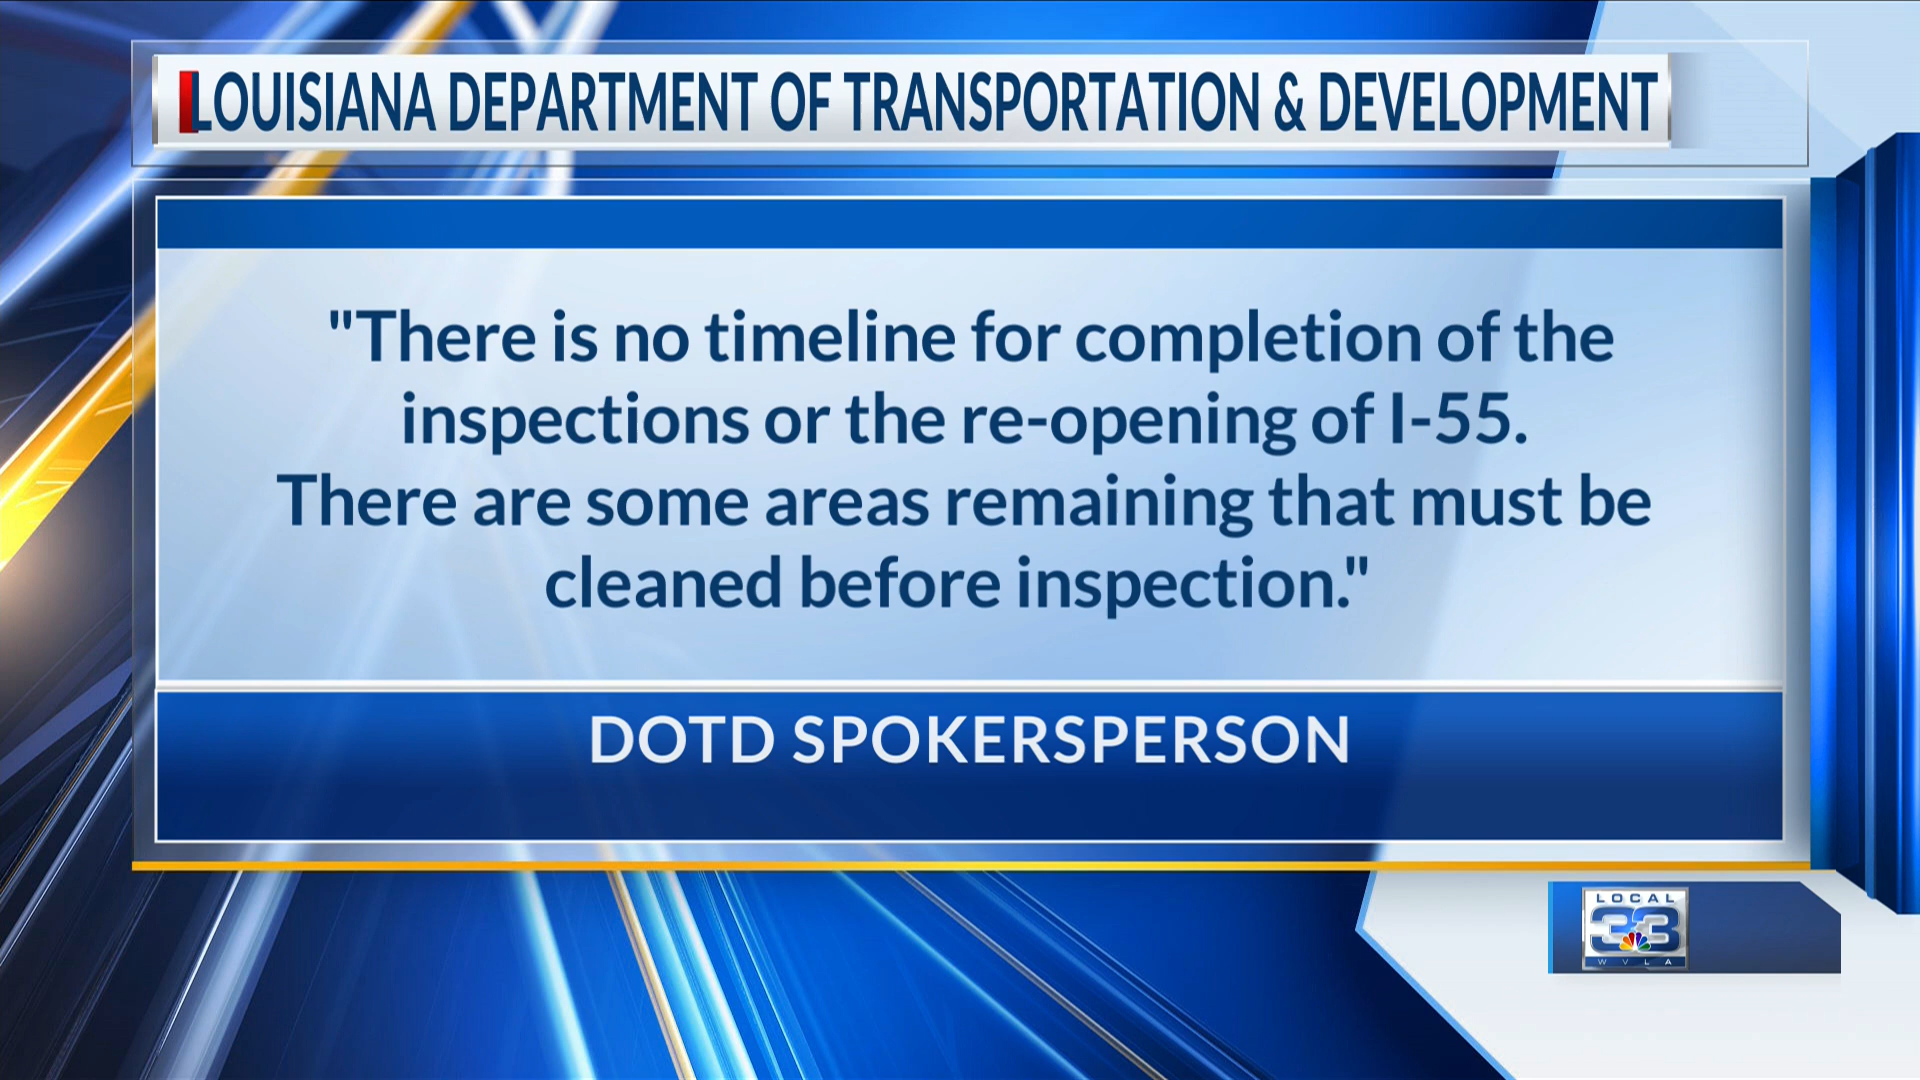 LOUISIANA DEPARTMENT OF TRANSPORTATION & DEVELOPMENT
"There is no timeline for completion of the
inspections or the re-opening of I-55.
There are some areas remaining that must be
cleaned before inspection."
DOTD SPOKERSPERSON
LOCAL
33
WVLA